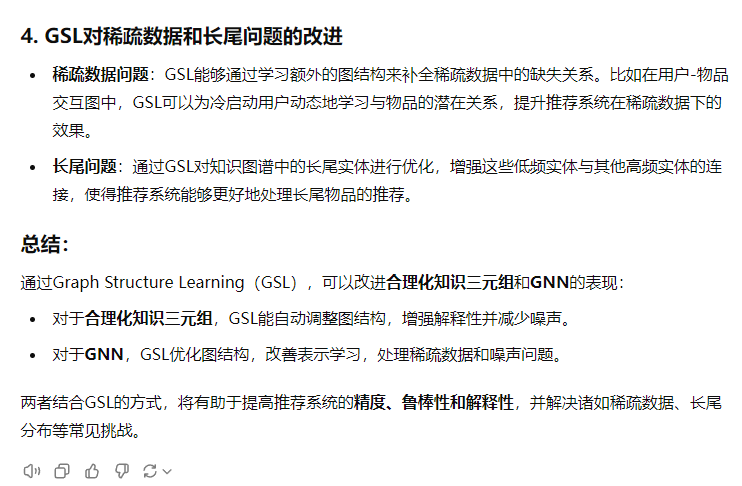 4. GSL对稀疏数据和长尾问题的改进
稀疏数据问题：GSL能够通过学习额外的图结构来补全稀疏数据中的缺失关系。比如在用户-物品
交互图中，GSL可以为冷启动用户动态地学习与物品的潜在关系，提升推荐系统在稀疏数据下的
效果。
长尾问题：通过GSL对知识图谱中的长尾实体进行优化，增强这些低频实体与其他高频实体的连
接，使得推荐系统能够更好地处理长尾物品的推荐。
总结：
通过Graph Structure Learning（GSL），可以改进合理化知识三元组和GNN的表现：
对于合理化知识三元组，GSL能自动调整图结构，增强解释性并减少噪声。
对于GNN，GSL优化图结构，改善表示学习，处理稀疏数据和噪声问题。
两者结合GSL的方式，将有助于提高推荐系统的精度、鲁棒性和解释性，并解决诸如稀疏数据、长尾
分布等常见挑战。